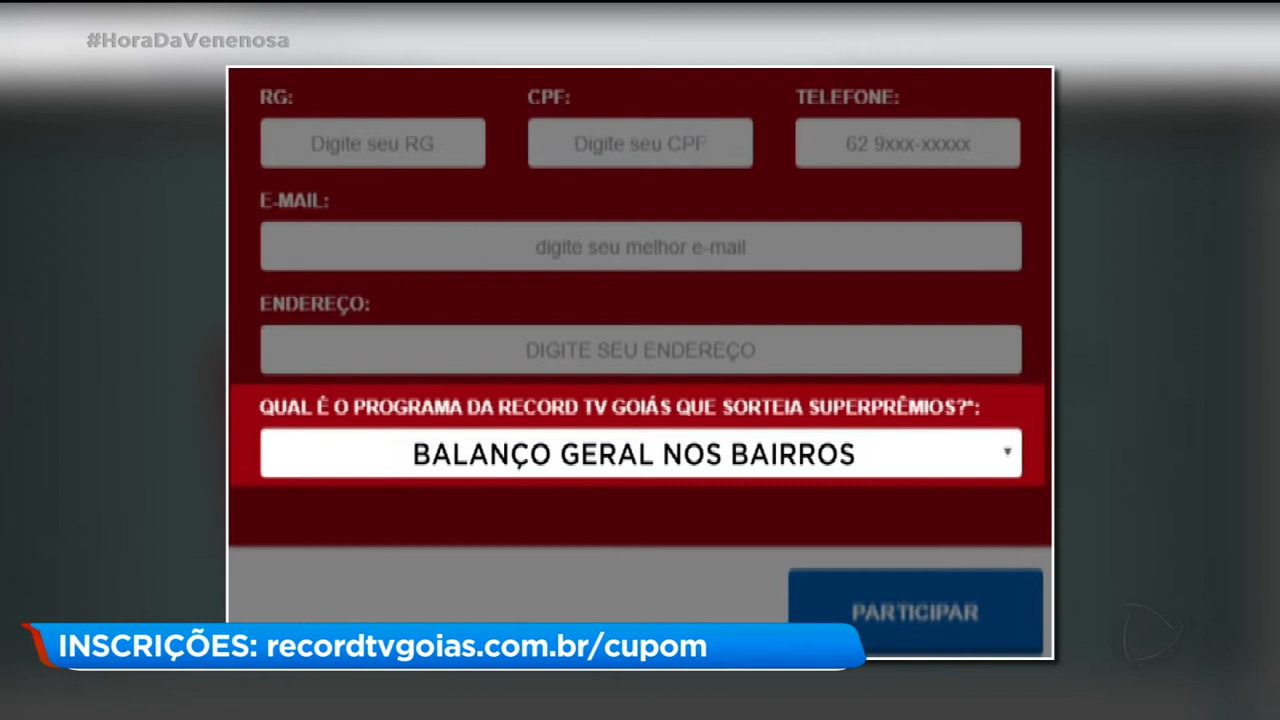 #HoraDaVenenosa
RG: CPF: TELEFONE:
Digite seu RG Digite seu CPF 62 9xxx-xxxxx
E-MAIL:
digite seu melhor e-mail
ENDEREÇO:
DIGITE SEU ENDEREÇO
QUAL É O PROGRAMA DA RECORD TV GOIÁS QUE SORTEIA SUPERPRÊMIOS?*:
BALANÇO GERAL NOS BAIRROS
PARTICIPAR
INSCRIÇÕES: recordtvgoias.com.br/cupom